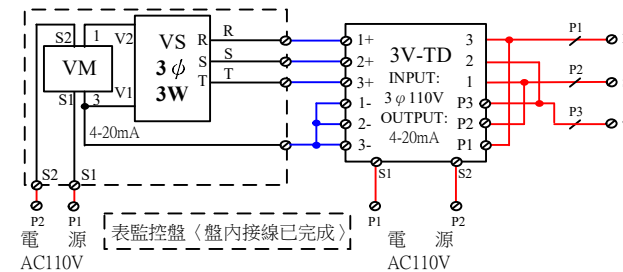 S2 1 V2 VS R R
VM 3ϕ S S
3W T T
S1 3 V1
4-20mA
S2 S1
P2 P1
電 源
AC110V
表監控盤〈盤內接線已完成〉
1+ 3V-TD 3
2+ INPUT: 2
3+ 3φ110V 1
1- OUTPUT: P3
2- 4-20mA P2
3- P1
S1 S2
P1 P2
電 源
AC110V
P1
P2
P3